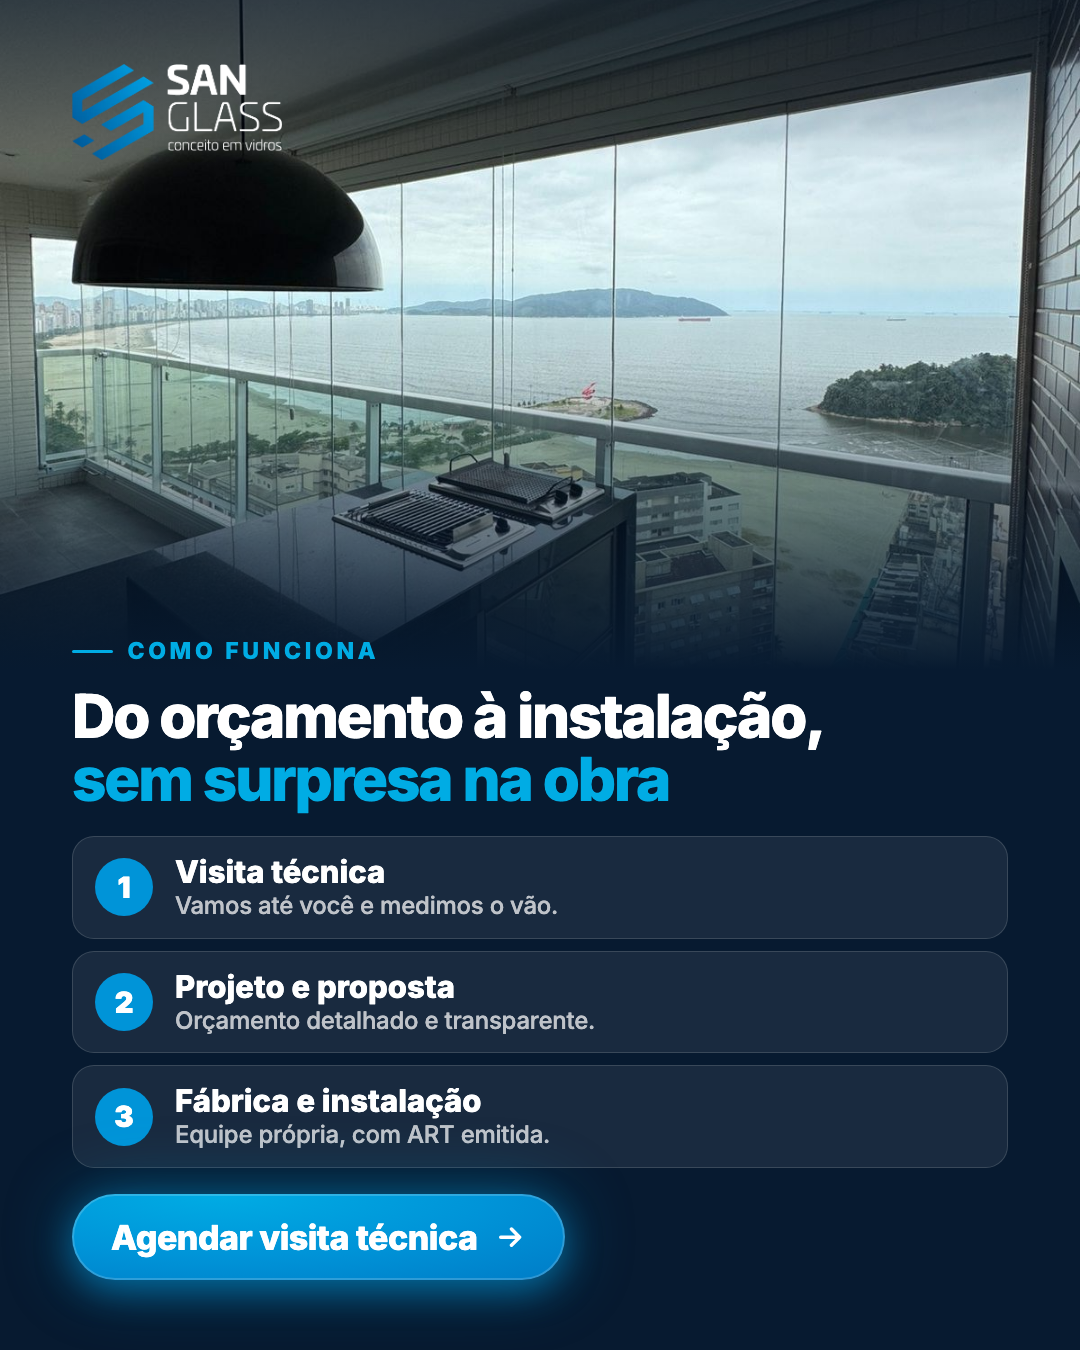 SAN
GLASS
conceito em vidros
COMO FUNCIONA
Do orçamento à instalação,
sem surpresa na obra
1
Visita técnica
Vamos até você e medimos o vão.
2
Projeto e proposta
Orçamento detalhado e transparente.
3
Fábrica e instalação
Equipe própria, com ART emitida.
Agendar visita técnica →